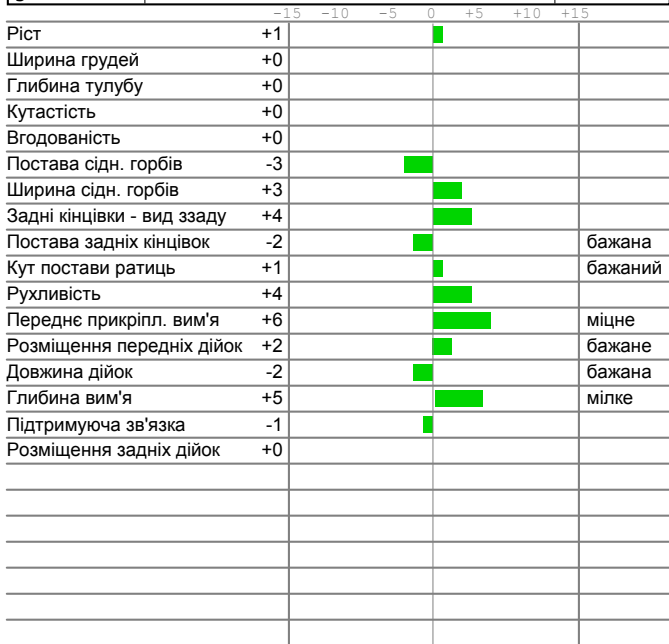 -15 -10 -5 0 +5 +10 +15
Ріст +1
Ширина грудей +0
Глибина тулубу +0
Кутастість +0
Вгодованість +0
Постава сідн. горбів -3
Ширина сідн. горбів +3
Задні кінцівки - вид ззаду +4
Постава задніх кінцівок -2 бажана
Кут постави ратиць +1 бажаний
Рухливість +4
Переднє прикріпл. вим'я +6 міцне
Розміщення передніх дійок +2 бажане
Довжина дійок -2 бажана
Глибина вим'я +5 мілке
Підтримуюча зв'язка -1
Розміщення задніх дійок +0